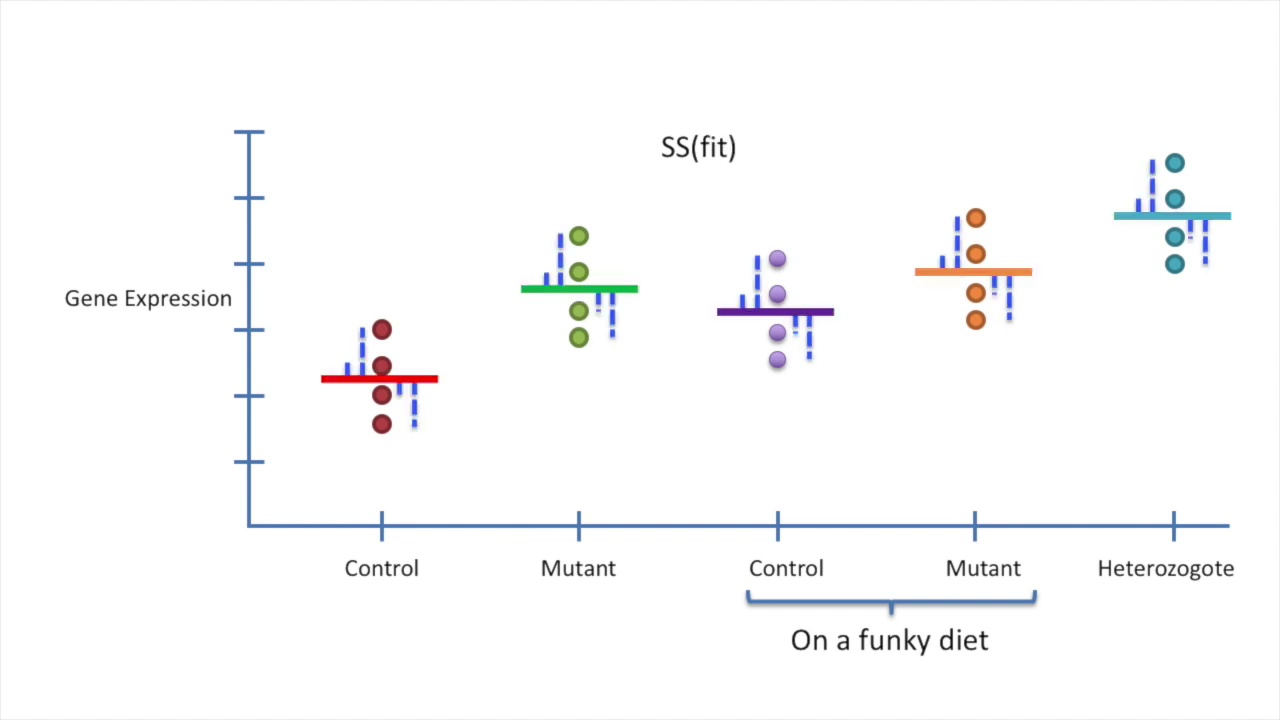 SS(fit)
Gene Expression
Control
Mutant
Control
Mutant
Heterozogote
On a funky diet